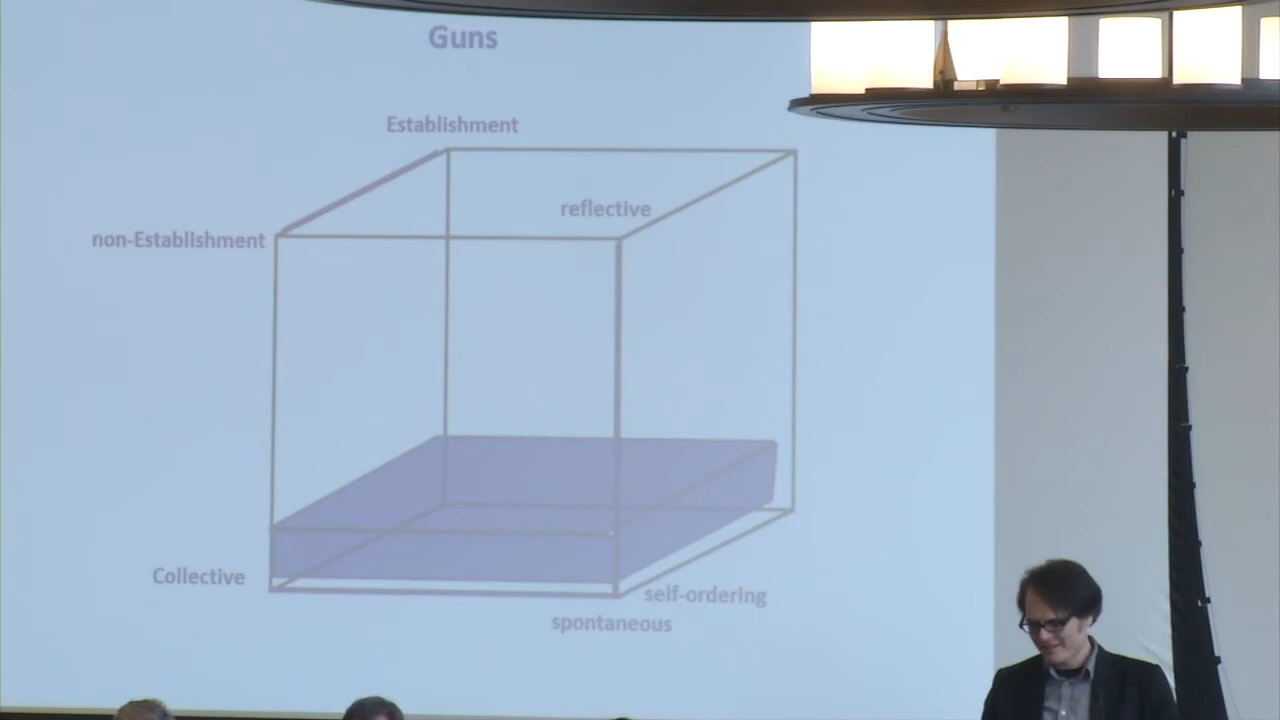 Guns
Establishment
reflective
non-Establishment
Collective
self-ordering
spontaneous